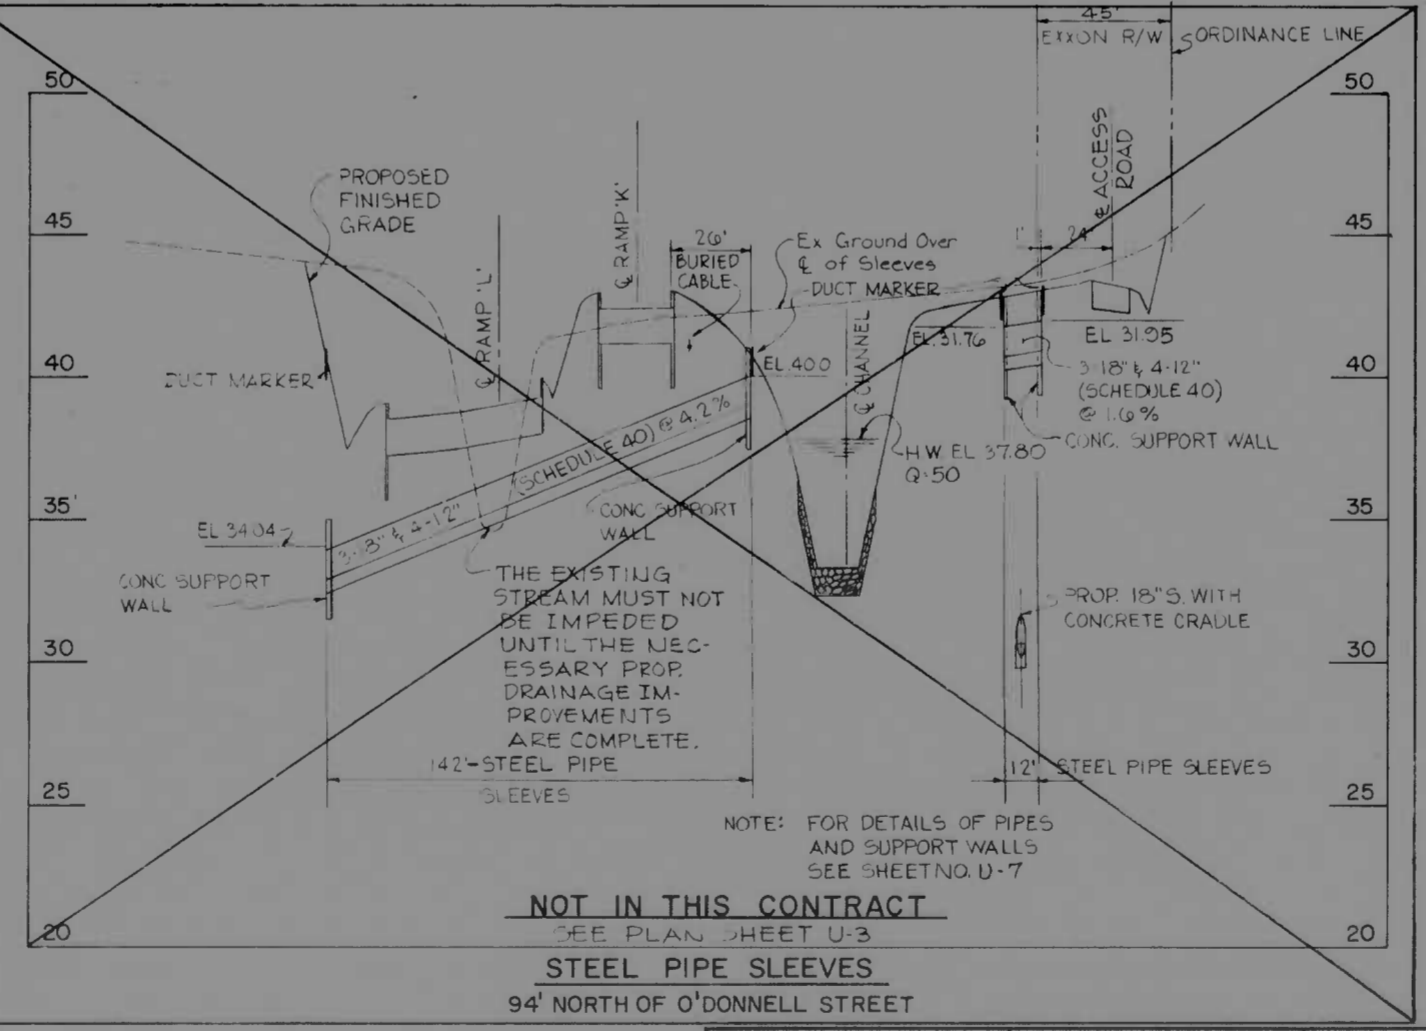 45'
EXXON R/W
ORDINANCE LINE
50
50
45
45
40
40
35'
35
30
30
25
25
20
20
PROPOSED
FINISHED
GRADE
DUCT MARKER
℄ RAMP 'L'
℄ RAMP 'K'
26'
BURIED
CABLE
Ex Ground Over
℄ of Sleeves
DUCT MARKER
EL 40.0
℄ CHANNEL
H.W. EL 37.80
Q-50
℄ ACCESS
ROAD
1'
24'
EL. 31.76
EL 31.95
3-18" & 4-12"
(SCHEDULE 40)
@ 1.6%
CONC. SUPPORT WALL
3-18" & 4-12" (SCHEDULE 40) @ 4.2%
CONC SUPPORT
WALL
EL 34.04
CONC SUPPORT
WALL
THE EXISTING
STREAM MUST NOT
BE IMPEDED
UNTIL THE NEC-
ESSARY PROP.
DRAINAGE IM-
PROVEMENTS
ARE COMPLETE.
PROP. 18" S. WITH
CONCRETE CRADLE
142'-STEEL PIPE
SLEEVES
12' STEEL PIPE SLEEVES
NOTE: FOR DETAILS OF PIPES
AND SUPPORT WALLS
SEE SHEET NO. U-7
NOT IN THIS CONTRACT
SEE PLAN SHEET U-3
STEEL PIPE SLEEVES
94' NORTH OF O'DONNELL STREET